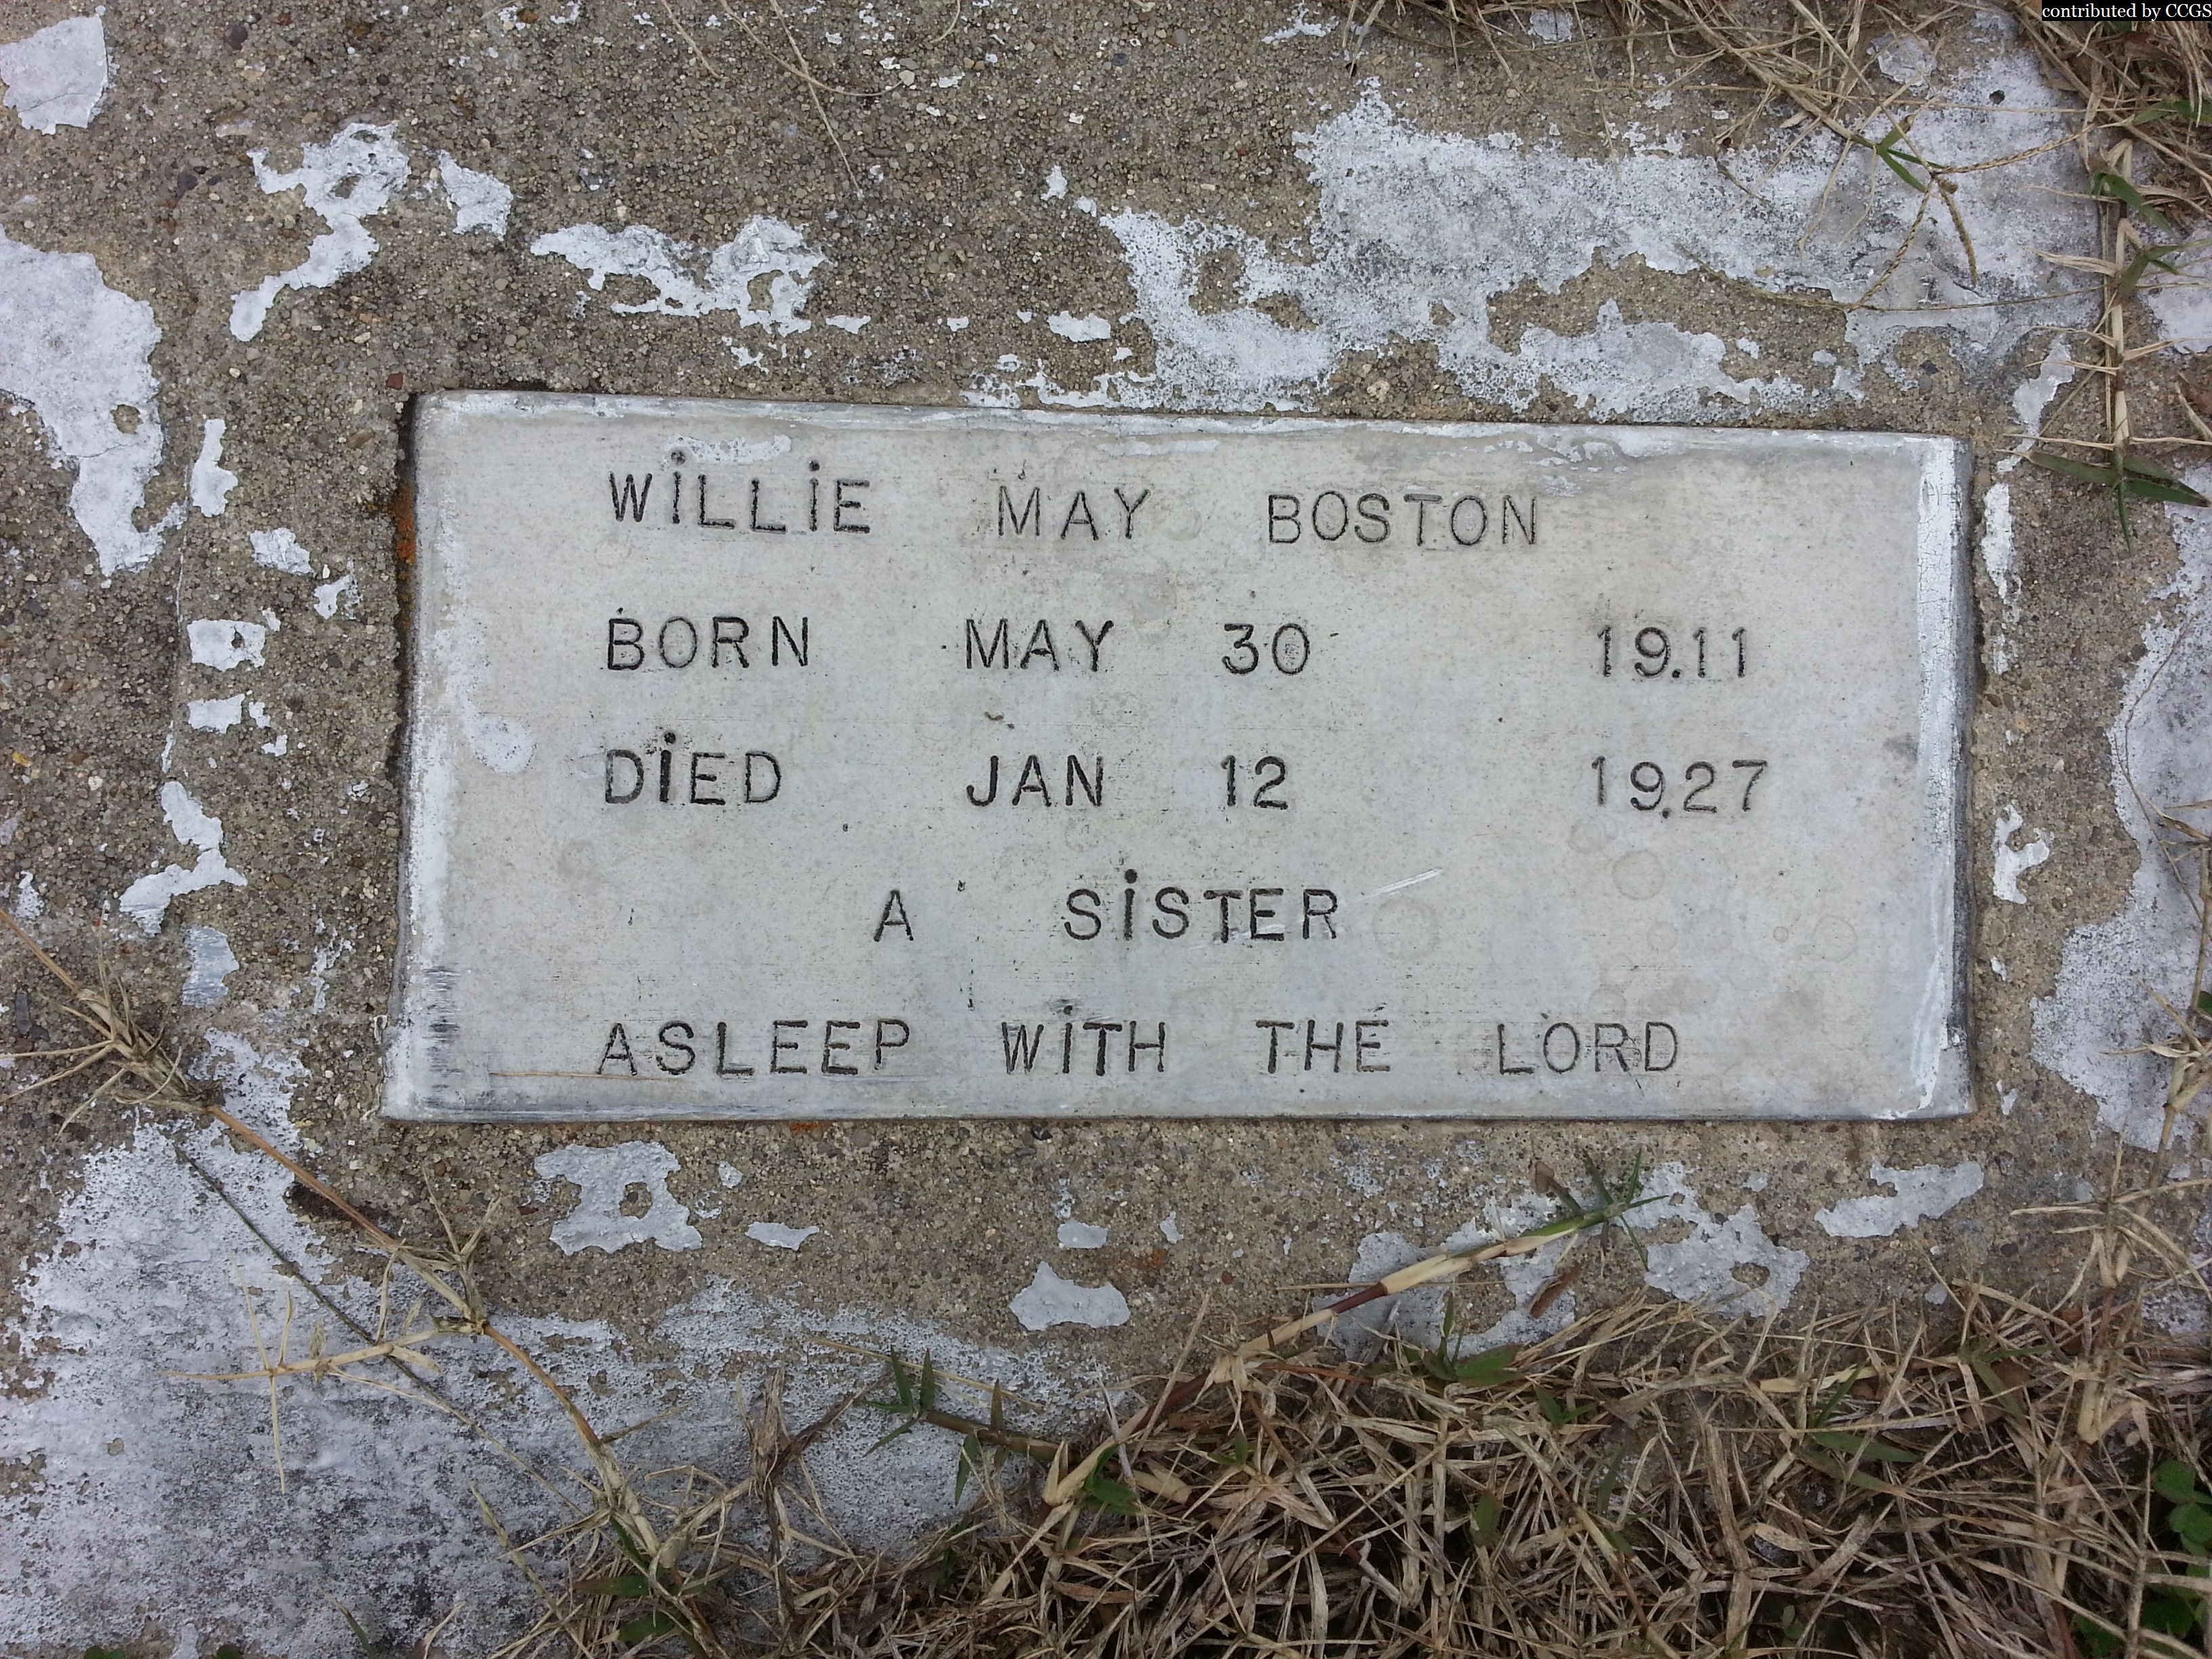 contributed by CCGS
WiLLiE MAY BOSTON
BORN MAY 30 19.11
DiED JAN 12 19.27
A SiSTER
ASLEEP WiTH THE LORD